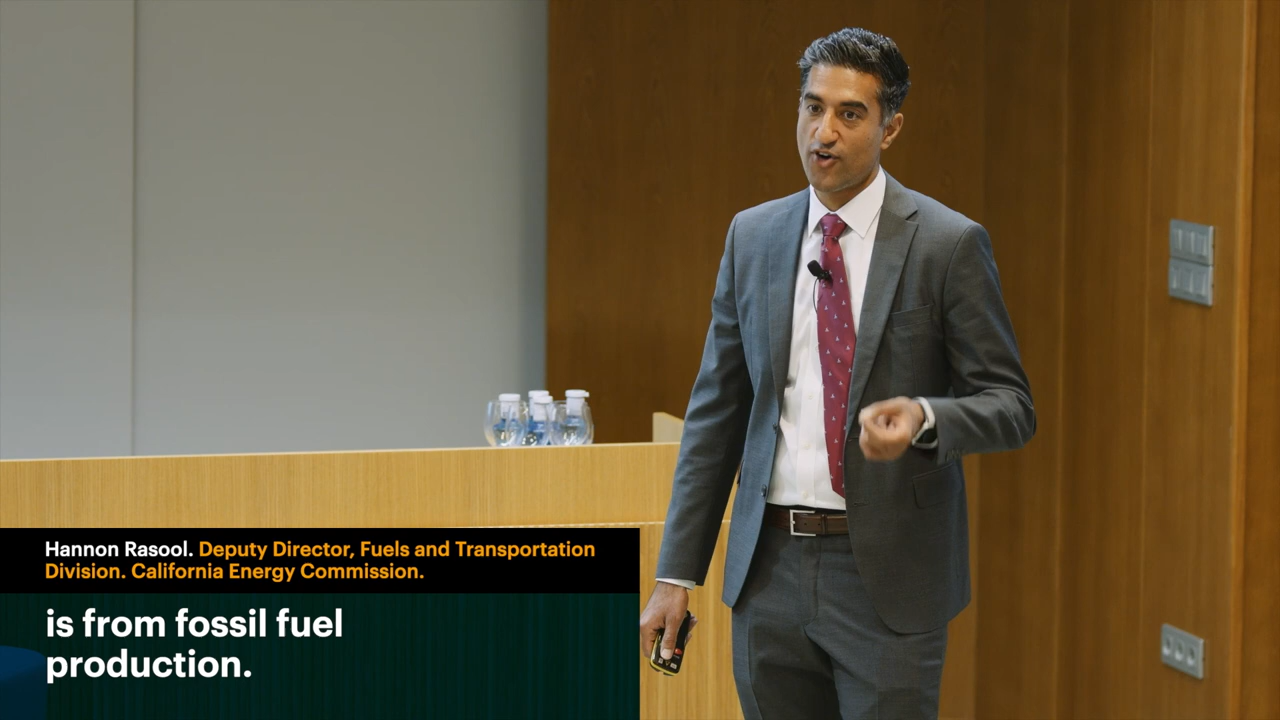 Hannon Rasool. Deputy Director, Fuels and Transportation
Division. California Energy Commission.
is from fossil fuel
production.